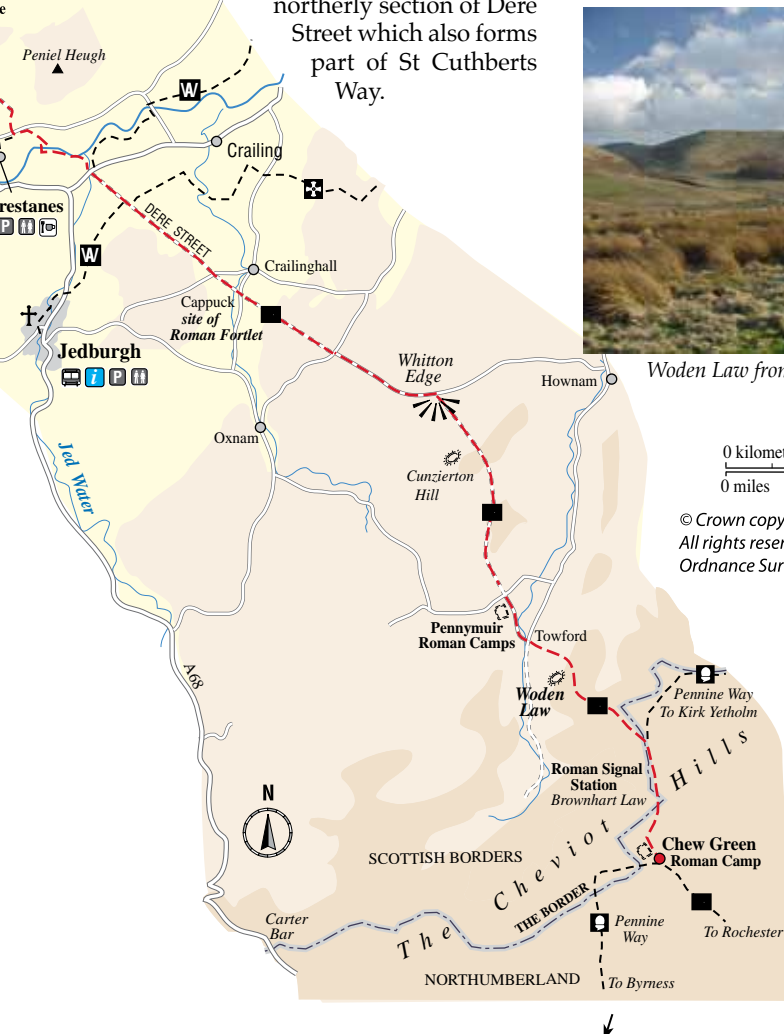 e
northerly section of Dere
Street which also forms
part of St Cuthberts
Way.
Peniel Heugh
W
Crailing
restanes
P
DERE STREET
W
Crailinghall
Cappuck
site of
Roman Fortlet
Jedburgh
i P
Whitton
Edge
Hownam
Woden Law from
Oxnam
Jed Water
Cunzierton
Hill
0 kilomet
0 miles
© Crown copy
All rights reser
Ordnance Sur
Pennymuir
Roman Camps
Towford
A68
Woden
Law
Pennine Way
To Kirk Yetholm
Roman Signal
Station
Brownhart Law
N
The Cheviot Hills
SCOTTISH BORDERS
Chew Green
Roman Camp
THE BORDER
Carter
Bar
Pennine
Way
To Rochester
NORTHUMBERLAND
To Byrness